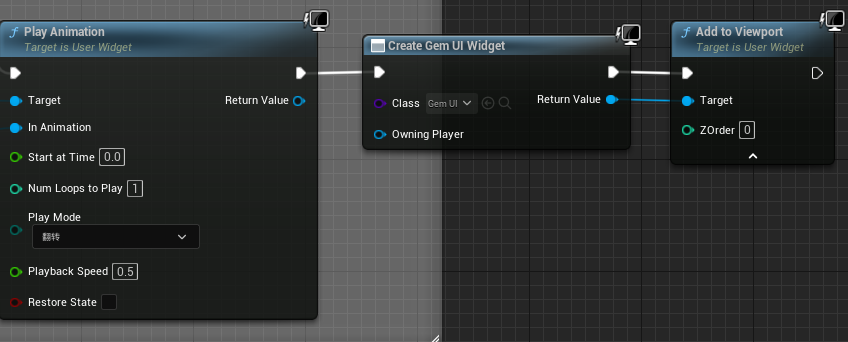 f Play Animation
Target is User Widget
Target
Return Value
In Animation
Start at Time 0.0
Num Loops to Play 1
Play Mode
翻转
Playback Speed 0.5
Restore State
Create Gem UI Widget
Class Gem UI
Return Value
Owning Player
f Add to Viewport
Target is User Widget
Target
ZOrder 0